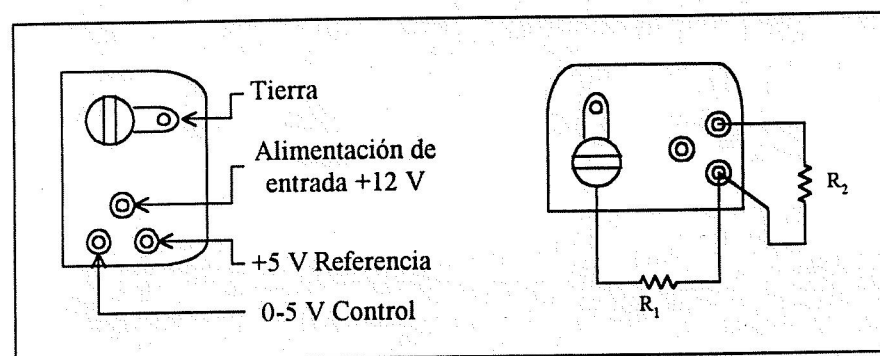 Tierra
Alimentación de
entrada +12 V
+5 V Referencia
0-5 V Control
R₁
R₂